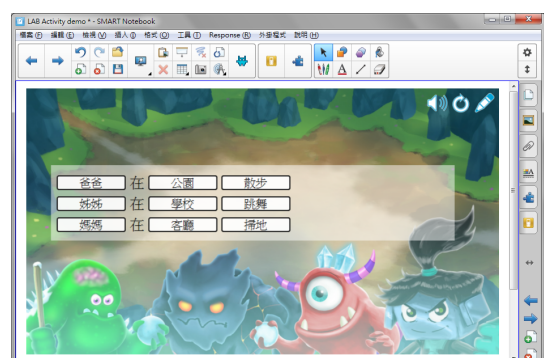 LAB Activity demo * - SMART Notebook
檔案(F) 編輯(E) 檢視(V) 插入(I) 格式(O) 工具(T) Response(R) 外掛程式 說明(H)
爸爸 在 公園 散步
姊姊 在 學校 跳舞
媽媽 在 客廳 掃地